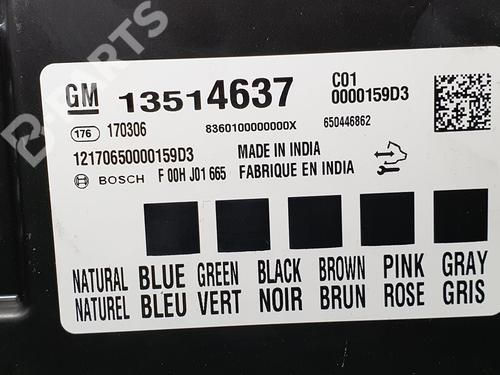 B-PARTS
GM 13514637 C01
0000159D3
176 170306 8360100000000X 650446862
12170650000159D3 MADE IN INDIA
BOSCH F 00H J01 665 FABRIQUE EN INDIA
NATURAL BLUE GREEN BLACK BROWN PINK GRAY
NATUREL BLEU VERT NOIR BRUN ROSE GRIS